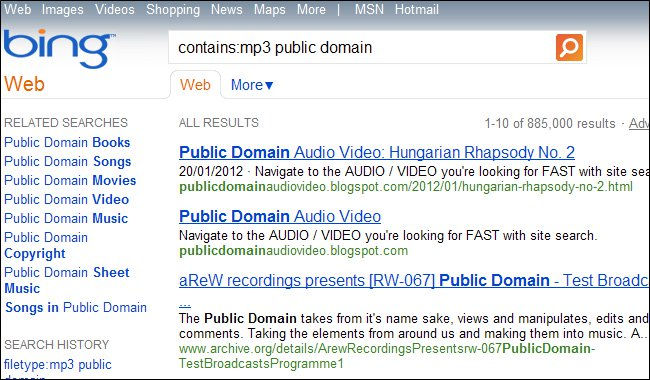 Web Images Videos Shopping News Maps More | MSN Hotmail
bing
contains:mp3 public domain
Web
Web More▼
RELATED SEARCHES
Public Domain Books
Public Domain Songs
Public Domain Movies
Public Domain Video
Public Domain Music
Public Domain
Copyright
Public Domain Sheet
Music
Songs in Public Domain
SEARCH HISTORY
filetype:mp3 public
domain
ALL RESULTS
1-10 of 885,000 results · Adv
Public Domain Audio Video: Hungarian Rhapsody No. 2
20/01/2012 · Navigate to the AUDIO / VIDEO you're looking for FAST with site sea
publicdomainaudiovideo.blogspot.com/2012/01/hungarian-rhapsody-no-2.html
Public Domain Audio Video
Navigate to the AUDIO / VIDEO you're looking for FAST with site search.
publicdomainaudiovideo.blogspot.com
aReW recordings presents [RW-067] Public Domain - Test Broadc
...
The Public Domain takes from it's name sake, views and manipulates, edits and
comments. Taking the elements from around us and making them into music. A...
www.archive.org/details/ArewRecordingsPresentsrw-067PublicDomain-
TestBroadcastsProgramme1